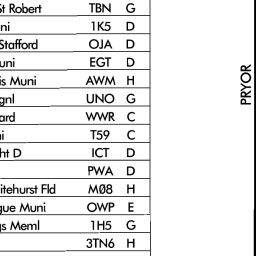 St Robert TBN G
ni 1K5 D
Stafford OJA D
uni EGT D
is Muni AWM H
gnl UNO G
ard WWR C
i T59 C
ht D ICT D
PWA D
itehurst Fld MØ8 H
gue Muni OWP E
gs Meml 1H5 G
3TN6 H
PRYOR